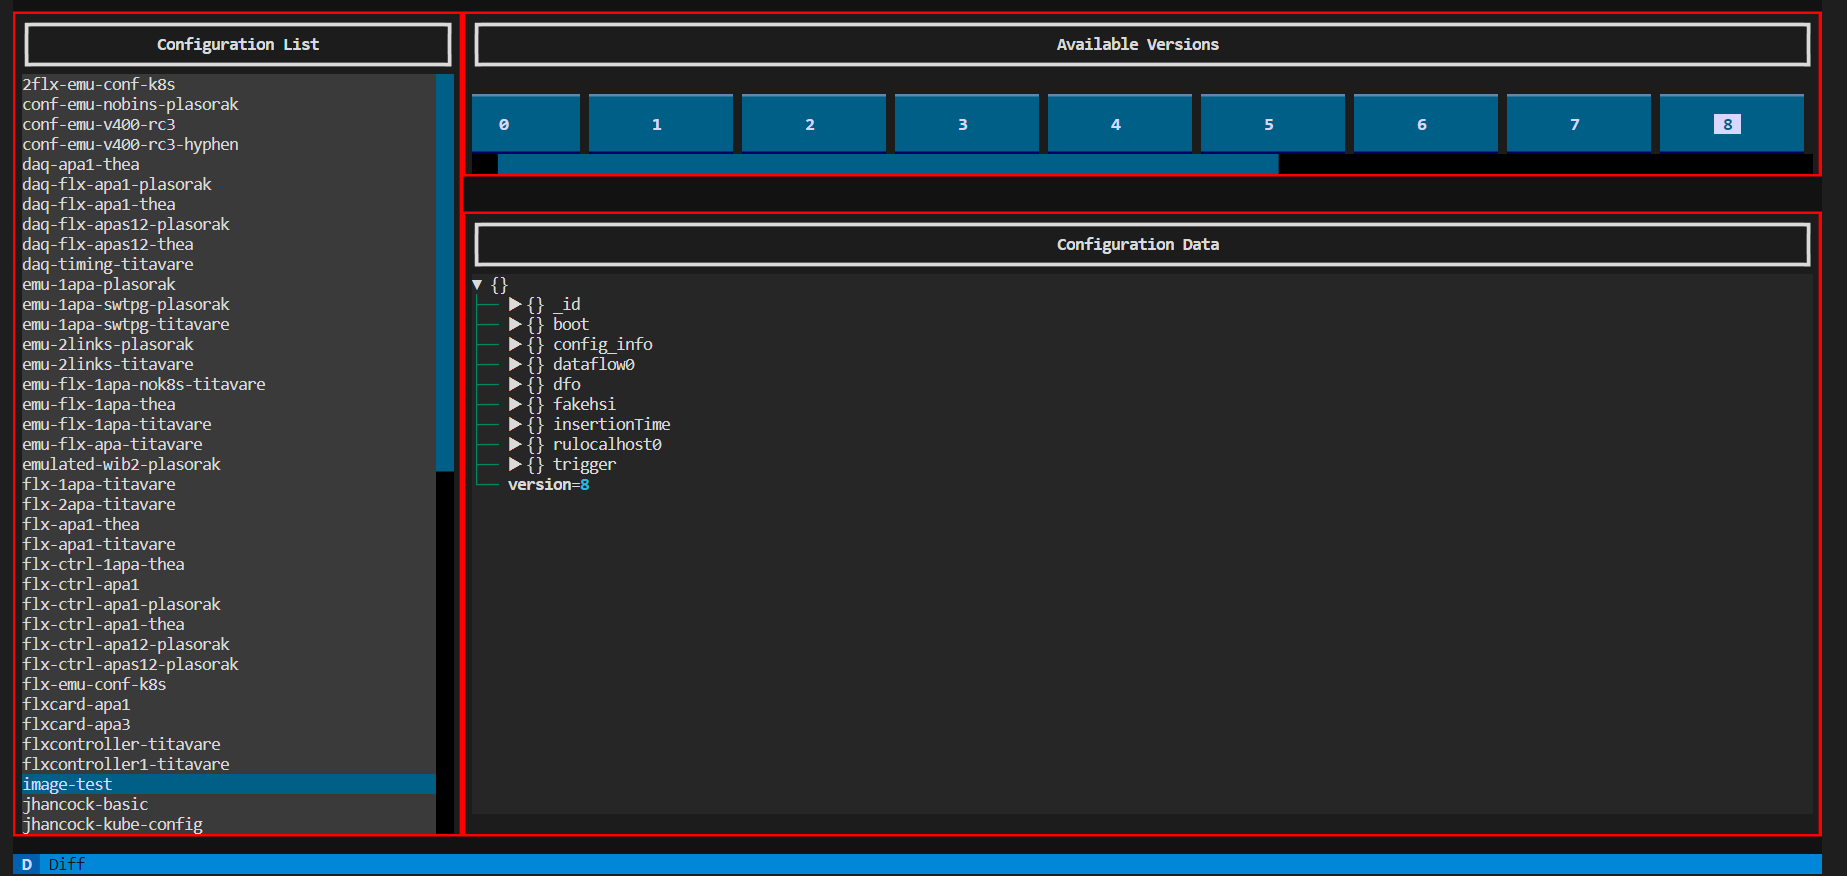 Configuration List
2flx-emu-conf-k8s
conf-emu-nobins-plasorak
conf-emu-v400-rc3
conf-emu-v400-rc3-hyphen
daq-apa1-thea
daq-flx-apa1-plasorak
daq-flx-apa1-thea
daq-flx-apas12-plasorak
daq-flx-apas12-thea
daq-timing-titavare
emu-1apa-plasorak
emu-1apa-swtpg-plasorak
emu-1apa-swtpg-titavare
emu-2links-plasorak
emu-2links-titavare
emu-flx-1apa-nok8s-titavare
emu-flx-1apa-thea
emu-flx-1apa-titavare
emu-flx-apa-titavare
emulated-wib2-plasorak
flx-1apa-titavare
flx-2apa-titavare
flx-apa1-thea
flx-apa1-titavare
flx-ctrl-1apa-thea
flx-ctrl-apa1
flx-ctrl-apa1-plasorak
flx-ctrl-apa1-thea
flx-ctrl-apa12-plasorak
flx-ctrl-apas12-plasorak
flx-emu-conf-k8s
flxcard-apa1
flxcard-apa3
flxcontroller-titavare
flxcontroller1-titavare
image-test
jhancock-basic
jhancock-kube-config
Available Versions
0 1 2 3 4 5 6 7 8
Configuration Data
▼ {}
▶ {} _id
▶ {} boot
▶ {} config_info
▶ {} dataflow0
▶ {} dfo
▶ {} fakehsi
▶ {} insertionTime
▶ {} rulocalhost0
▶ {} trigger
version=8
D Diff